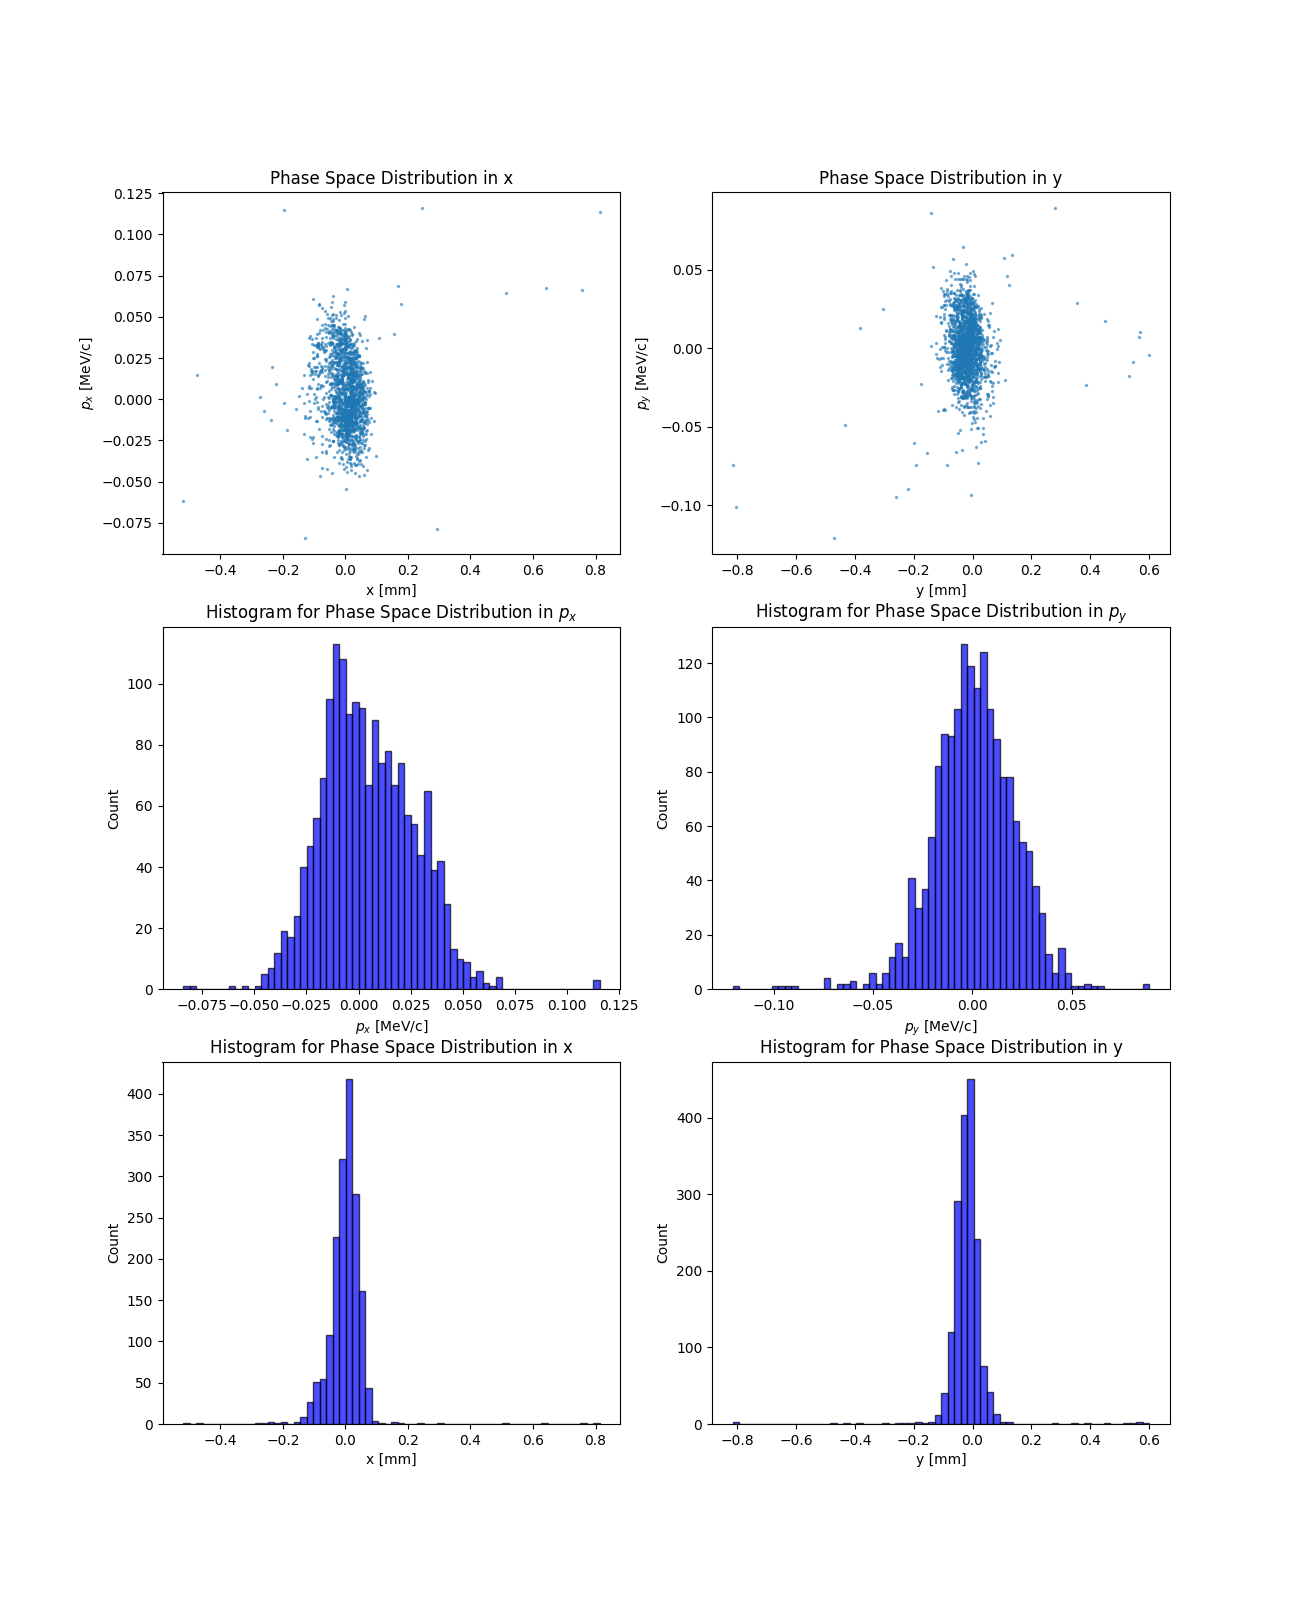 Phase Space Distribution in x
0.125
0.100
0.075
0.050
0.025
0.000
−0.025
−0.050
−0.075
p_x [MeV/c]
−0.4 −0.2 0.0 0.2 0.4 0.6 0.8
x [mm]
Phase Space Distribution in y
0.05
0.00
−0.05
−0.10
p_y [MeV/c]
−0.8 −0.6 −0.4 −0.2 0.0 0.2 0.4 0.6
y [mm]
Histogram for Phase Space Distribution in p_x
100
80
60
40
20
0
Count
−0.075 −0.050 −0.025 0.000 0.025 0.050 0.075 0.100 0.125
p_x [MeV/c]
Histogram for Phase Space Distribution in p_y
120
100
80
60
40
20
0
Count
−0.10 −0.05 0.00 0.05
p_y [MeV/c]
Histogram for Phase Space Distribution in x
400
350
300
250
200
150
100
50
0
Count
−0.4 −0.2 0.0 0.2 0.4 0.6 0.8
x [mm]
Histogram for Phase Space Distribution in y
400
300
200
100
0
Count
−0.8 −0.6 −0.4 −0.2 0.0 0.2 0.4 0.6
y [mm]